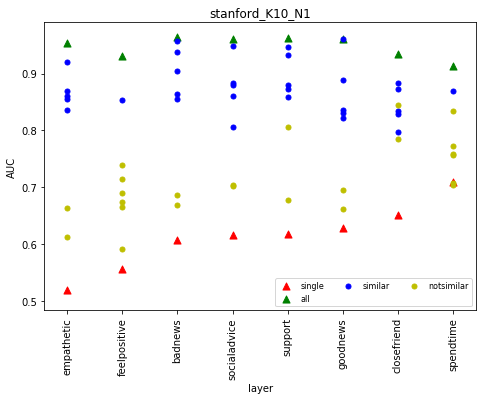 stanford_K10_N1
AUC
0.9
0.8
0.7
0.6
0.5
single
similar
notsimilar
all
empathetic
feelpositive
badnews
socialadvice
support
goodnews
closefriend
spendtime
layer